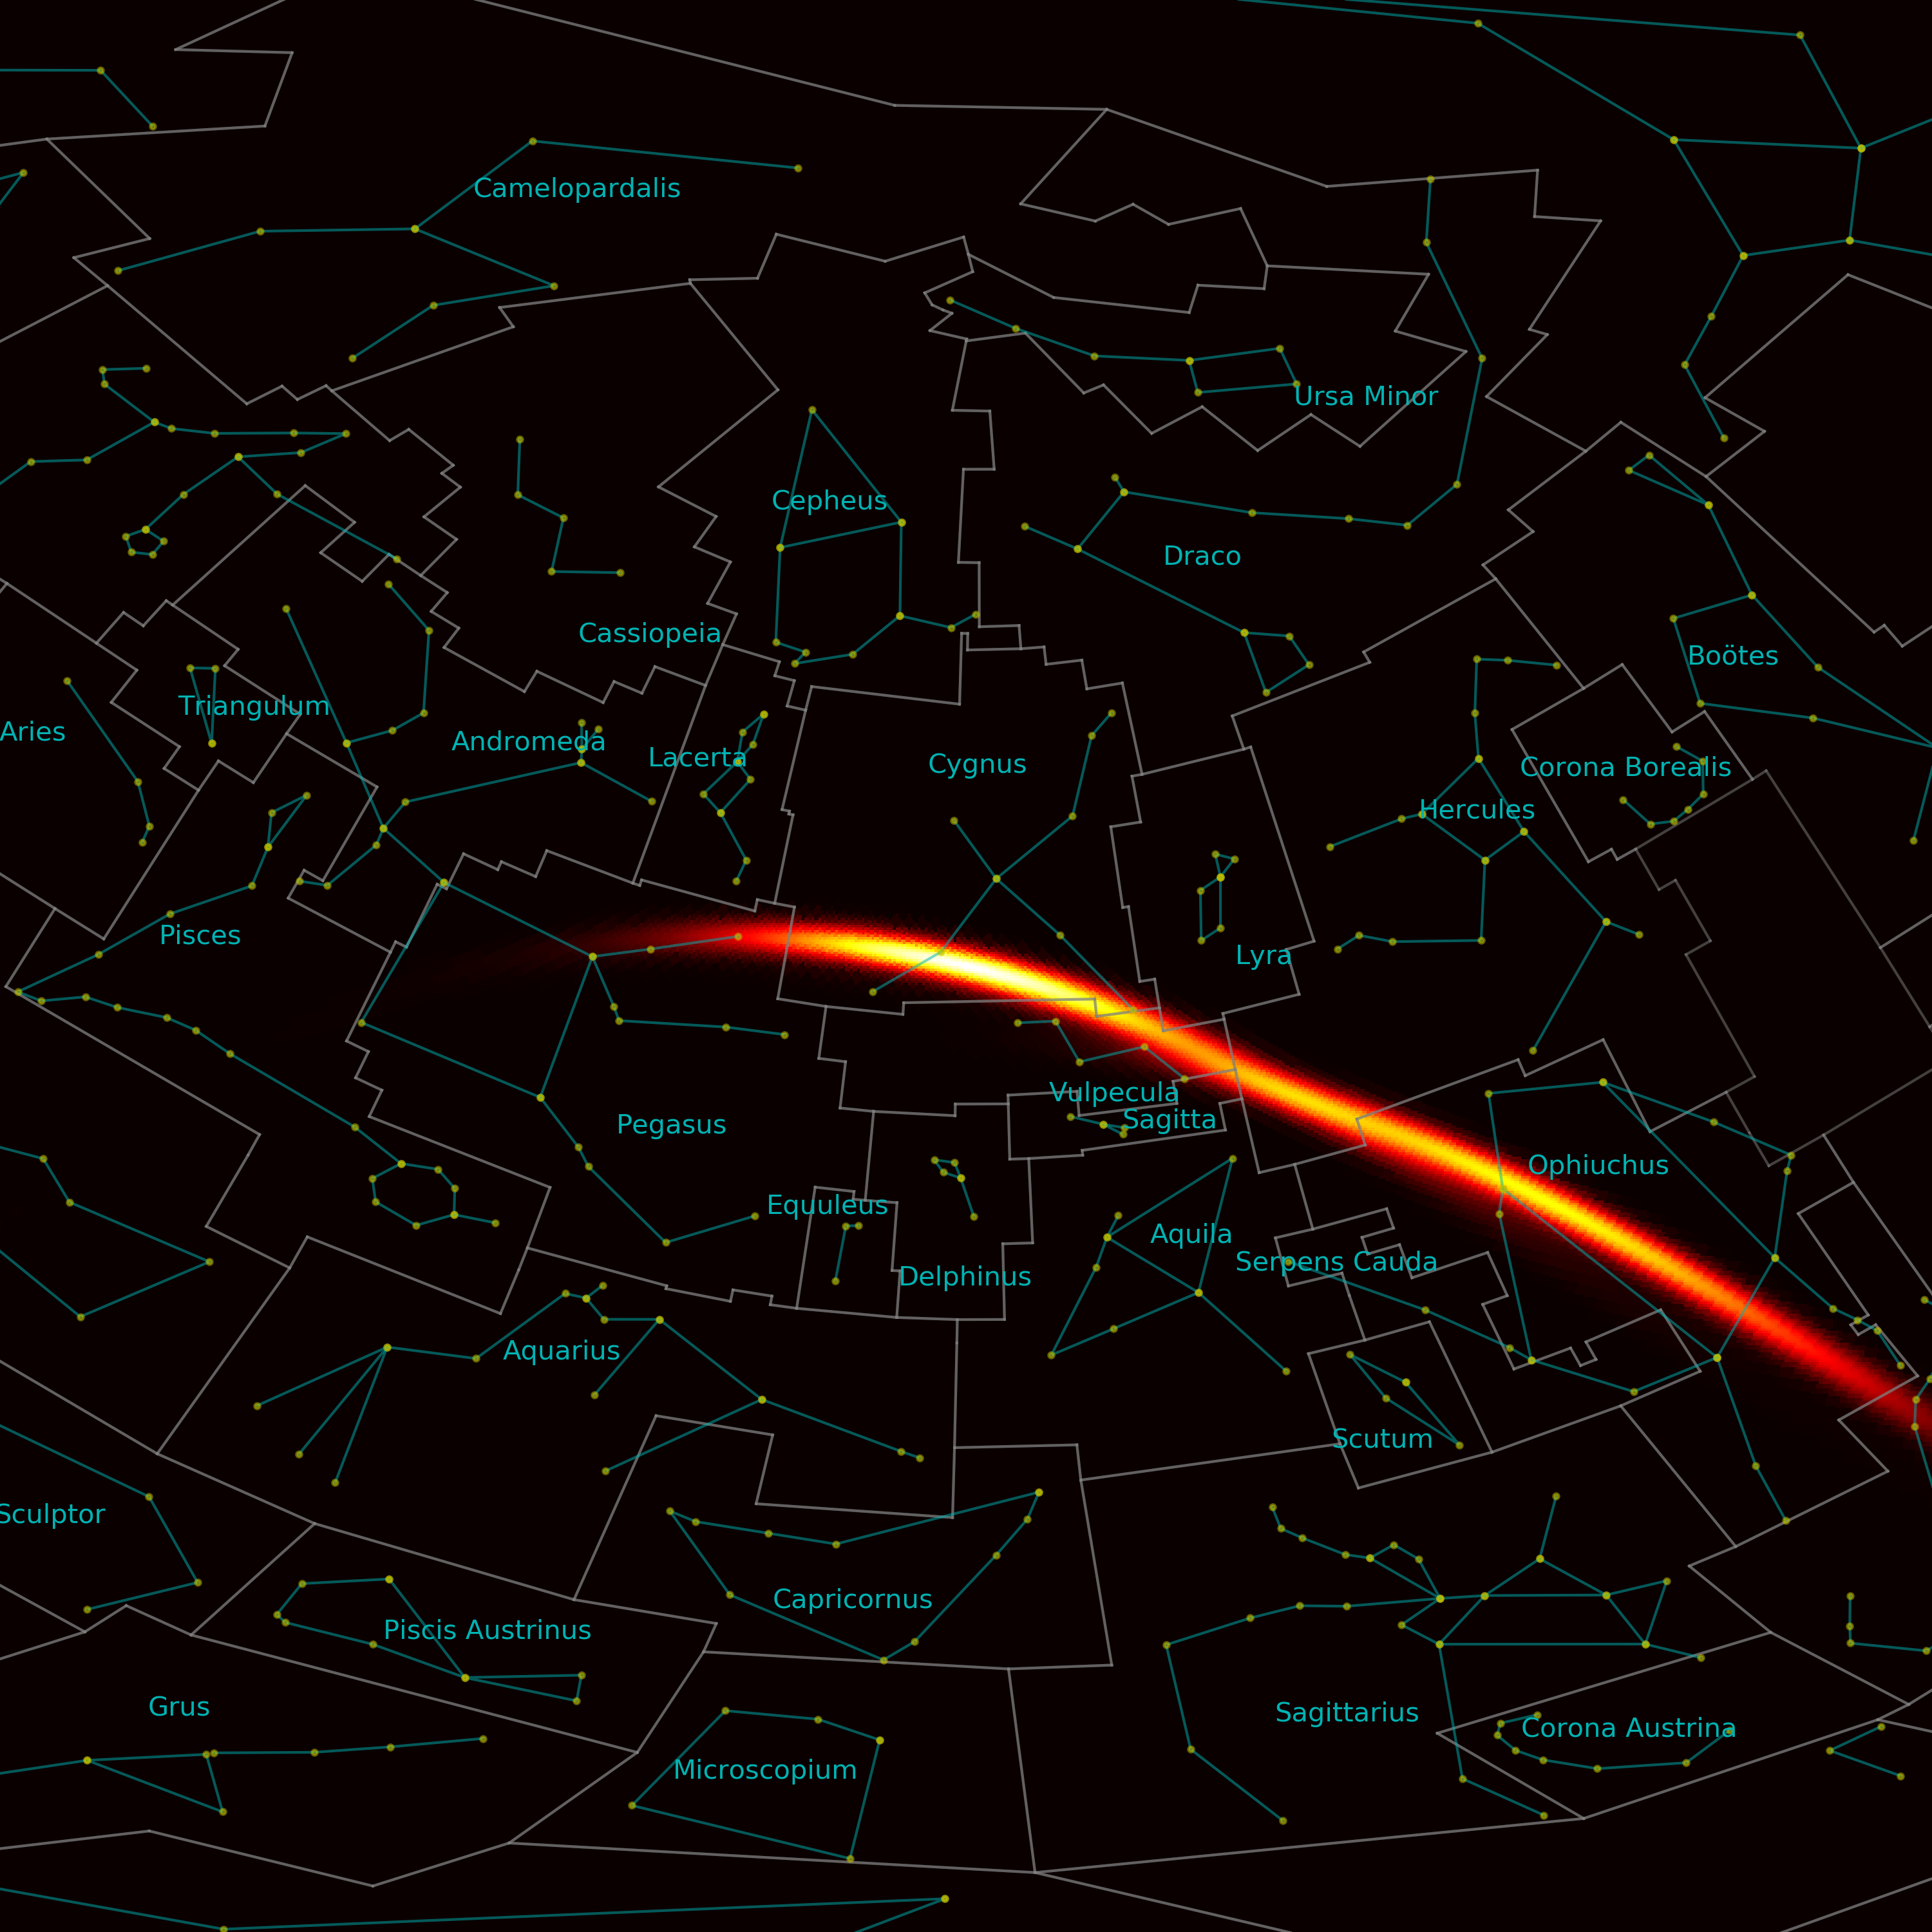 Camelopardalis
Ursa Minor
Cepheus
Draco
Cassiopeia
Boötes
Triangulum
Aries
Andromeda
Lacerta
Cygnus
Corona Borealis
Hercules
Pisces
Lyra
Vulpecula
Sagitta
Pegasus
Ophiuchus
Equuleus
Aquila
Serpens Cauda
Delphinus
Aquarius
Scutum
Sculptor
Capricornus
Piscis Austrinus
Grus
Sagittarius
Corona Austrina
Microscopium